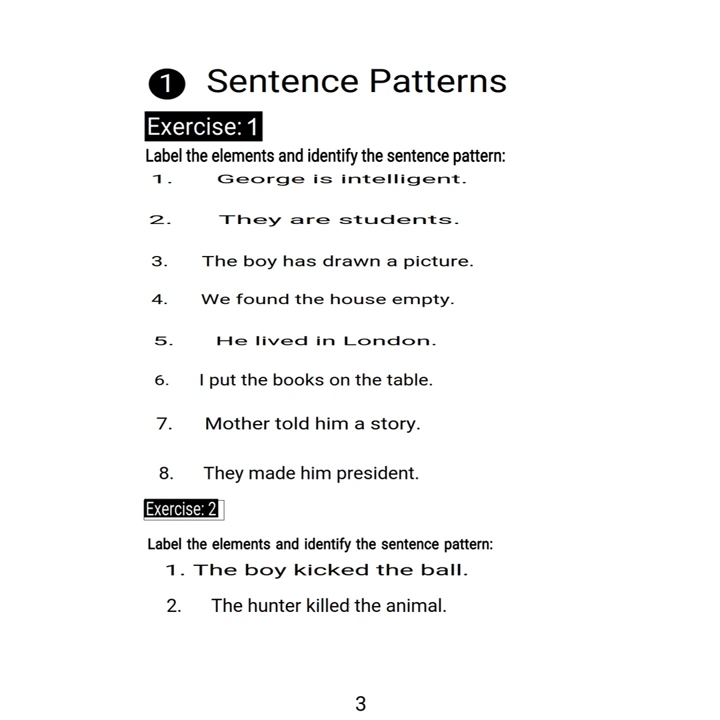 1 Sentence Patterns
Exercise: 1
Label the elements and identify the sentence pattern:
1. George is intelligent.
2. They are students.
3. The boy has drawn a picture.
4. We found the house empty.
5. He lived in London.
6. I put the books on the table.
7. Mother told him a story.
8. They made him president.
Exercise: 2
Label the elements and identify the sentence pattern:
1. The boy kicked the ball.
2. The hunter killed the animal.
3